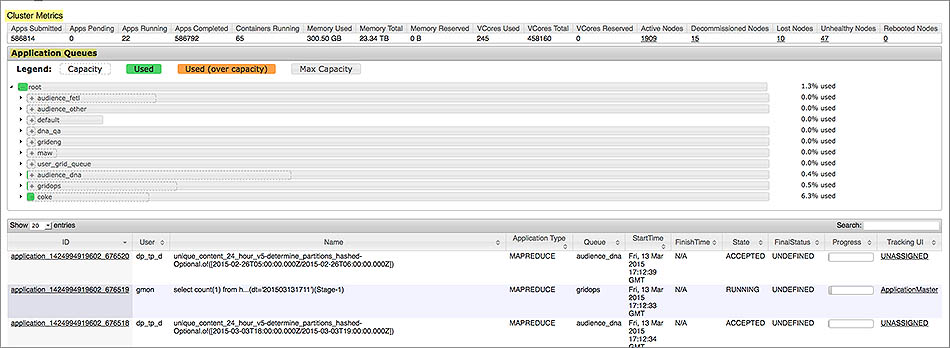 Cluster Metrics
Apps Submitted Apps Pending Apps Running Apps Completed Containers Running Memory Used Memory Total Memory Reserved VCores Used VCores Total VCores Reserved Active Nodes Decommissioned Nodes Lost Nodes Unhealthy Nodes Rebooted Nodes
586814 0 22 586792 65 300.50 GB 23.34 TB 0 B 245 458160 0 1909 15 10 47 0
Application Queues
Legend: Capacity Used Used (over capacity) Max Capacity
root 1.3% used
+ audience_fetl 0.0% used
+ audience_other 0.0% used
+ default 0.0% used
+ dna_qa 0.0% used
+ grideng 0.0% used
+ maw 0.0% used
+ user_grid_queue 0.0% used
+ audience_dna 0.4% used
+ gridops 0.5% used
coke 6.3% used
Show 20 entries Search:
ID User Name Application Type Queue StartTime FinishTime State FinalStatus Progress Tracking UI
application_1424994919602_676520 dp_tp_d unique_content_24_hour_v5-determine_partitions_hashed- MAPREDUCE audience_dna Fri, 13 Mar N/A ACCEPTED UNDEFINED UNASSIGNED
Optional.of([2015-02-26T05:00:00.000Z/2015-02-26T06:00:00.000Z]) 2015
17:12:39
GMT
application_1424994919602_676519 gmon select count(1) from h...(dt='201503131711')(Stage-1) MAPREDUCE gridops Fri, 13 Mar N/A RUNNING UNDEFINED ApplicationMaster
2015
17:12:33
GMT
application_1424994919602_676518 dp_tp_d unique_content_24_hour_v5-determine_partitions_hashed- MAPREDUCE audience_dna Fri, 13 Mar N/A ACCEPTED UNDEFINED UNASSIGNED
Optional.of([2015-03-03T18:00:00.000Z/2015-03-03T19:00:00.000Z]) 2015
17:12:34
GMT